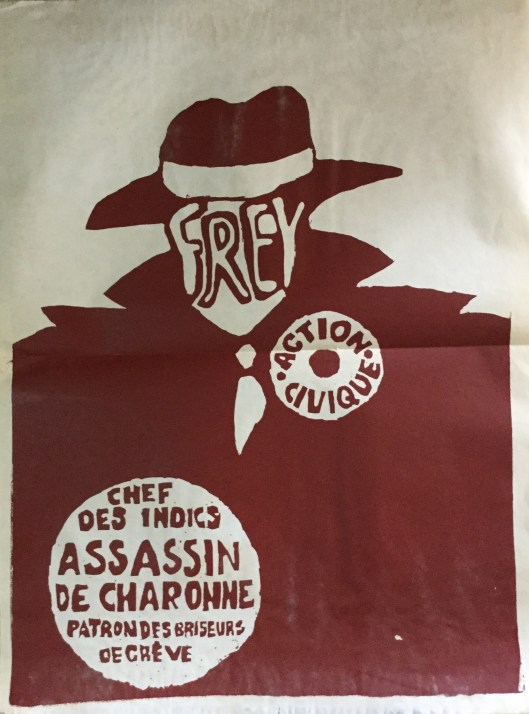 FREY
• ACTION •
CIVIQUE
CHEF
DES INDICS
ASSASSIN
DE CHARONNE
PATRON DES BRISEURS
DE GRÈVE